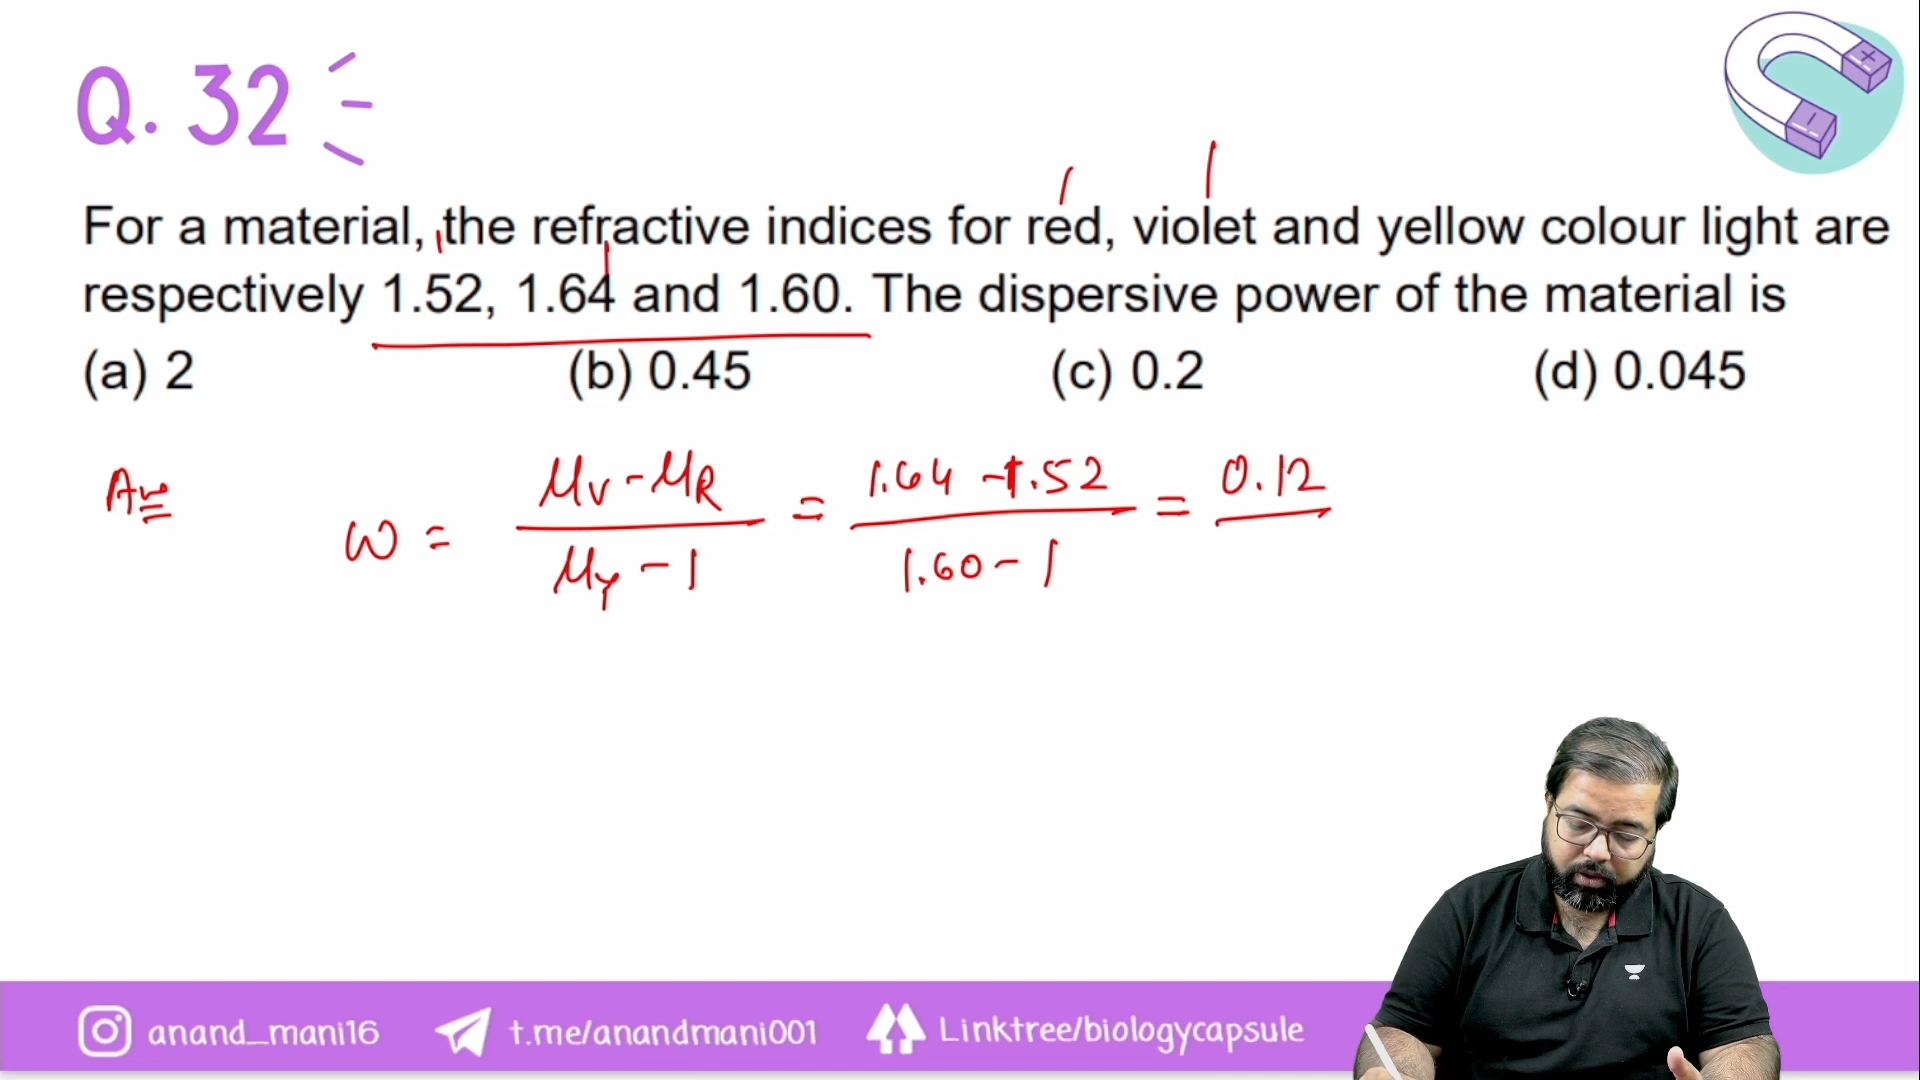 Q. 32
For a material, the refractive indices for red, violet and yellow colour light are
respectively 1.52, 1.64 and 1.60. The dispersive power of the material is
(a) 2 (b) 0.45 (c) 0.2 (d) 0.045
μV - μR = 1.64 - 1.52 = 0.12
ω =
μy - 1 1.60 - 1
anand_mani16 t.me/anandmani001 Linktree/biologycapsule